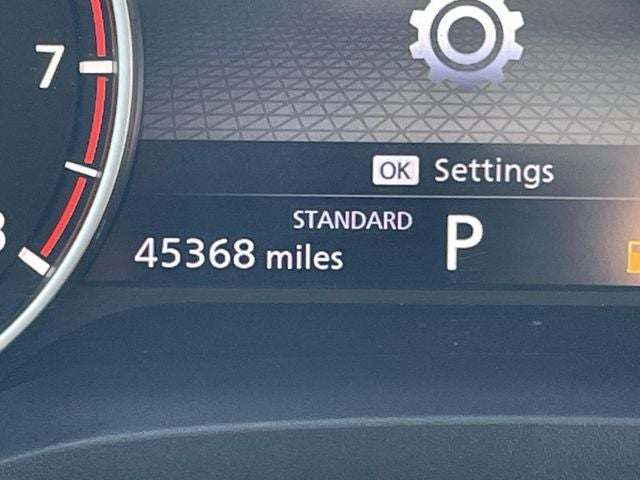 7
OK Settings
STANDARD
45368 miles P